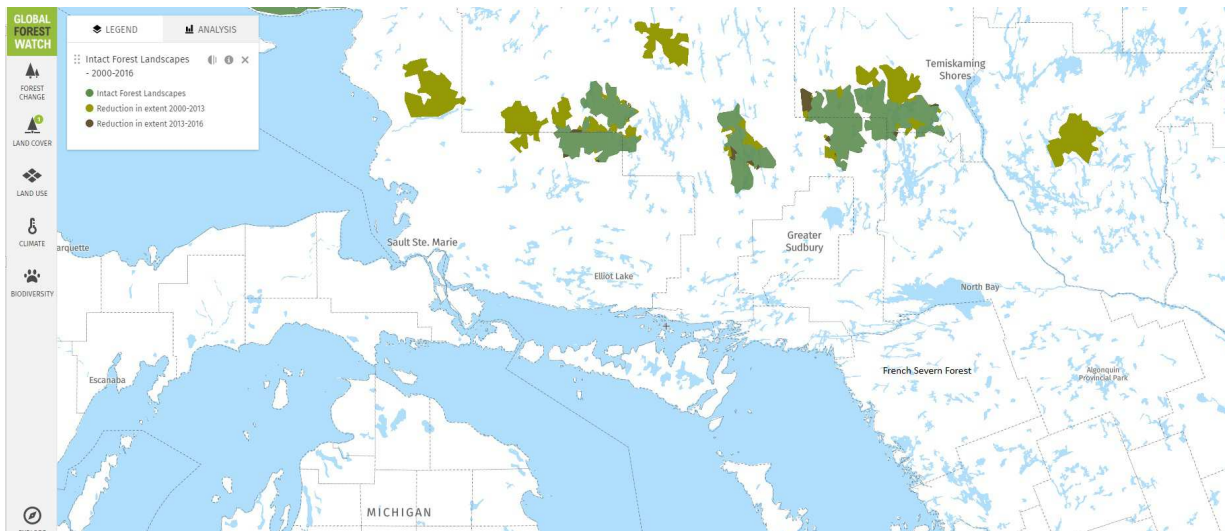 GLOBAL
FOREST
WATCH
LEGEND
ANALYSIS
Intact Forest Landscapes
- 2000-2016
Intact Forest Landscapes
Reduction in extent 2000-2013
Reduction in extent 2013-2016
FOREST
CHANGE
1
LAND COVER
LAND USE
CLIMATE
BIODIVERSITY
Temiskaming
Shores
arquette
Sault Ste. Marie
Greater
Sudbury
Elliot Lake
North Bay
Escanaba
French Severn Forest
Algonquin
Provincial Park
MICHIGAN